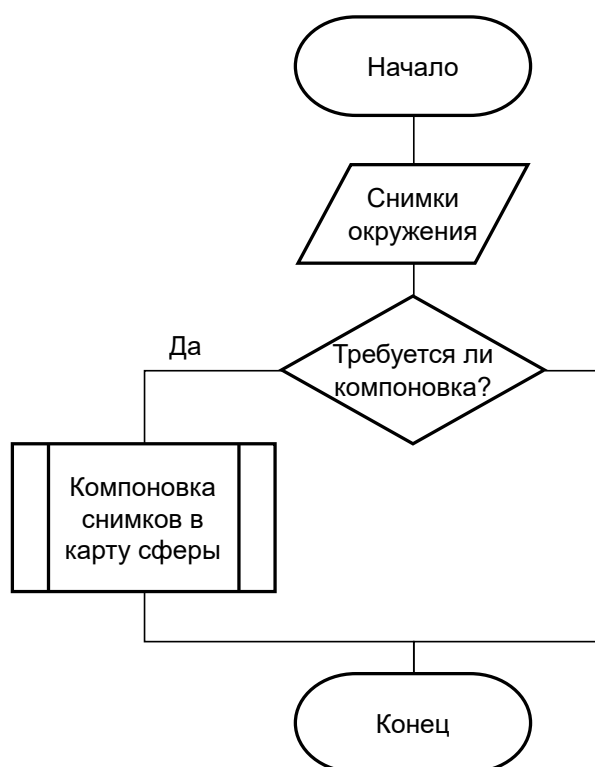 Начало
Снимки
окружения
Требуется ли
компоновка?
Да
Компоновка
снимков в
карту сферы
Конец